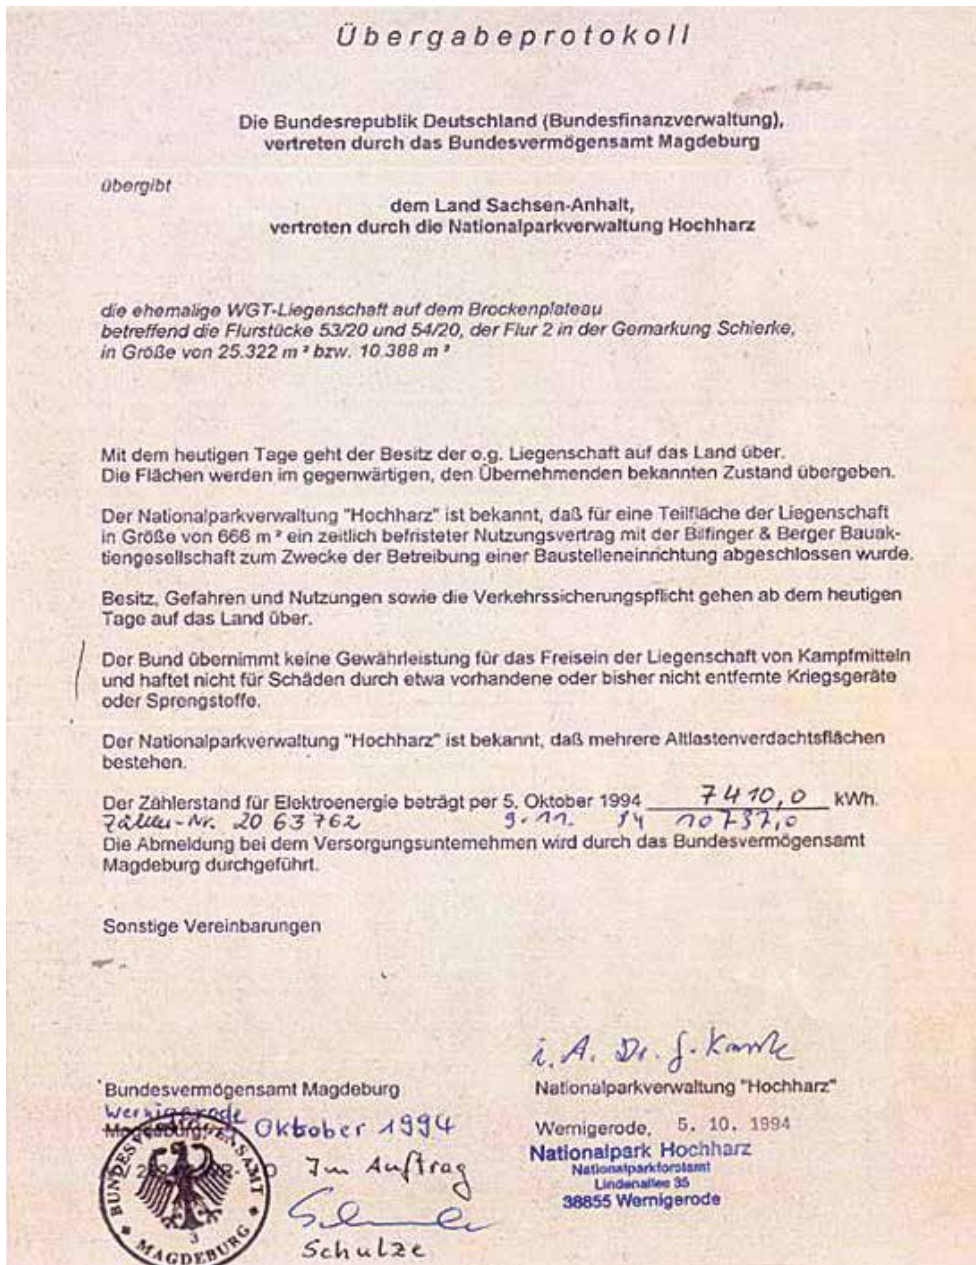 Übergabeprotokoll
Die Bundesrepublik Deutschland (Bundesfinanzverwaltung),
vertreten durch das Bundesvermögensamt Magdeburg
übergibt
dem Land Sachsen-Anhalt,
vertreten durch die Nationalparkverwaltung Hochharz
die ehemalige WGT-Liegenschaft auf dem Brockenplateau
betreffend die Flurstücke 53/20 und 54/20, der Flur 2 in der Gemarkung Schierke,
in Größe von 25.322 m ² bzw. 10.388 m ²
Mit dem heutigen Tage geht der Besitz der o.g. Liegenschaft auf das Land über.
Die Flächen werden im gegenwärtigen, den Übernehmenden bekannten Zustand übergeben.
Der Nationalparkverwaltung "Hochharz" ist bekannt, daß für eine Teilfläche der Liegenschaft
in Größe von 666 m ² ein zeitlich befristeter Nutzungsvertrag mit der Bilfinger & Berger Bauak-
tiengesellschaft zum Zwecke der Betreibung einer Baustelleneinrichtung abgeschlossen wurde.
Besitz, Gefahren und Nutzungen sowie die Verkehrssicherungspflicht gehen ab dem heutigen
Tage auf das Land über.
Der Bund übernimmt keine Gewährleistung für das Freisein der Liegenschaft von Kampfmitteln
und haftet nicht für Schäden durch etwa vorhandene oder bisher nicht entfernte Kriegsgeräte
oder Sprengstoffe.
Der Nationalparkverwaltung "Hochharz" ist bekannt, daß mehrere Altlastenverdachtsflächen
bestehen.
Der Zählerstand für Elektroenergie beträgt per 5. Oktober 1994 7410,0 kWh.
Zähler-Nr. 2063762 9.11. 94 10737,0
Die Abmeldung bei dem Versorgungsunternehmen wird durch das Bundesvermögensamt
Magdeburg durchgeführt.
Sonstige Vereinbarungen
i. A. Dr.
Bundesvermögensamt Magdeburg
Nationalparkverwaltung "Hochharz"
Wernigerode
Magdeburg, Oktober 1994
Wernigerode, 5. 10. 1994
Nationalpark Hochharz
Nationalparkforstamt
Lindenallee 35
38855 Wernigerode
BUNDESVERMÖGENSAMT
3
MAGDEBURG
Im Auftrag
Schulze